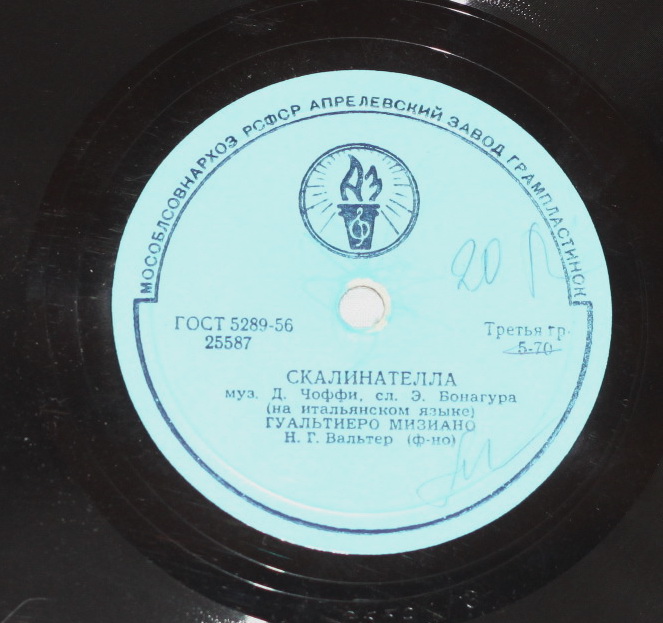 МОСОБЛСОВНАРХОЗ РСФСР АПРЕЛЕВСКИЙ ЗАВОД ГРАМПЛАСТИНОК
АЗ
ГОСТ 5289-56
25587
Третья гр.
5-70
20
СКАЛИНАТЕЛЛА
муз. Д. Чоффи, сл. Э. Бонагура
(на итальянском языке)
ГУАЛЬТИЕРО МИЗИАНО
Н. Г. Вальтер (ф-но)